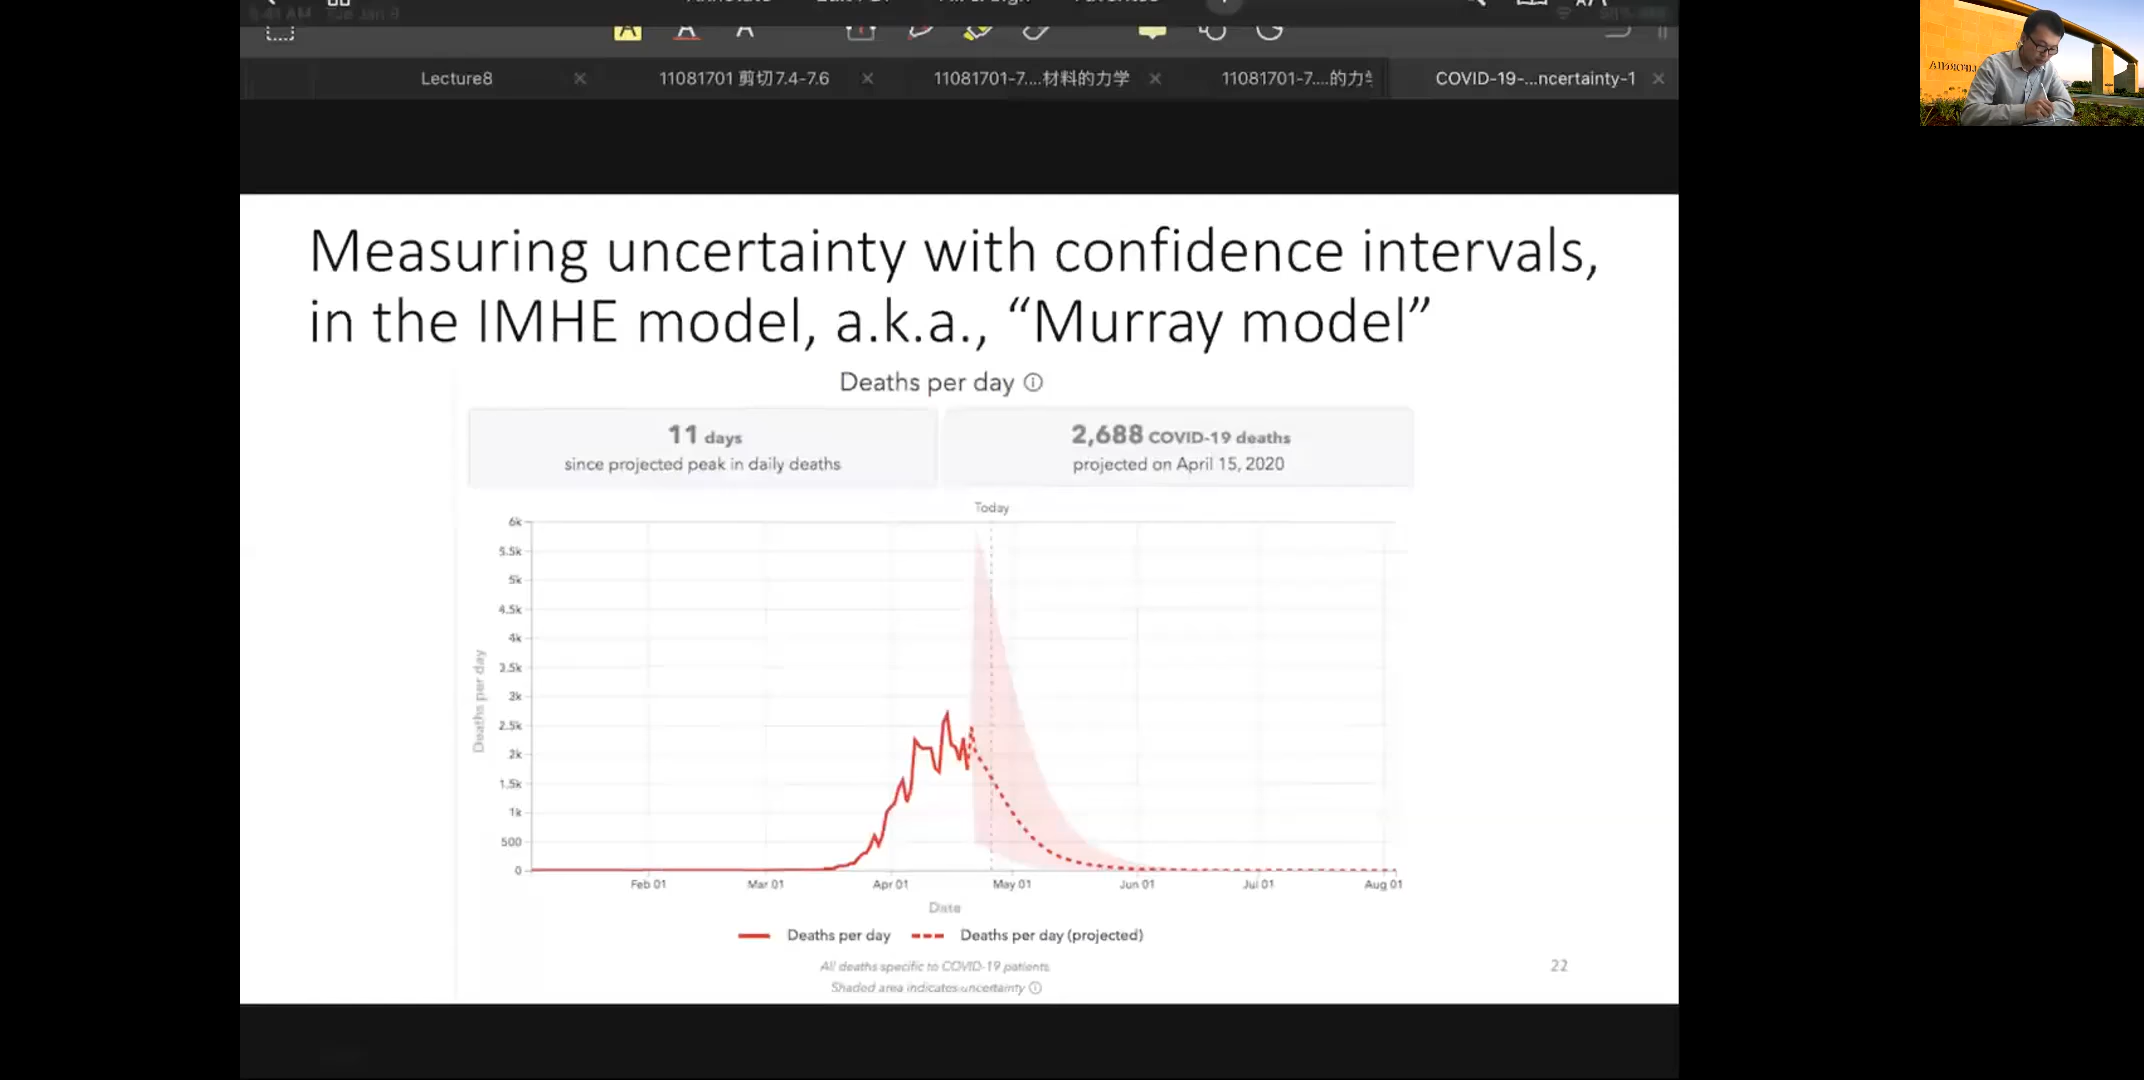 Lecture8
11081701 剪切7.4-7.6
11081701-7....材料的力学
11081701-7....的力
COVID-19-...ncertainty-1
Measuring uncertainty with confidence intervals,
in the IMHE model, a.k.a., “Murray model”
Deaths per day
11 days
since projected peak in daily deaths
2,688 COVID-19 deaths
projected on April 15, 2020
Today
6k
5.5k
5k
4.5k
4k
3.5k
3k
2.5k
2k
1.5k
1k
500
0
Deaths per day
Feb 01
Mar 01
Apr 01
May 01
Jun 01
Jul 01
Aug 01
Date
Deaths per day
Deaths per day (projected)
All deaths specific to COVID-19 patients.
Shaded area indicates uncertainty
22